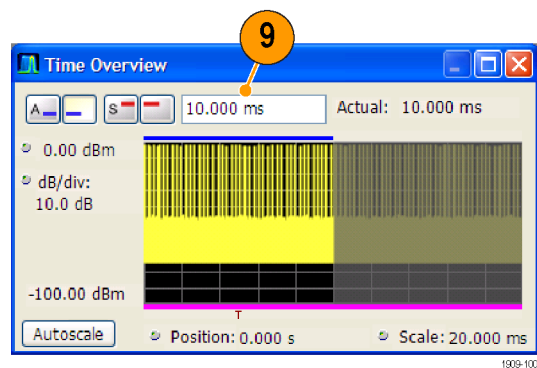 9
Time Overview
A S 10.000 ms Actual: 10.000 ms
0.00 dBm
dB/div:
10.0 dB
-100.00 dBm
T
Autoscale Position: 0.000 s Scale: 20.000 ms
1909-100